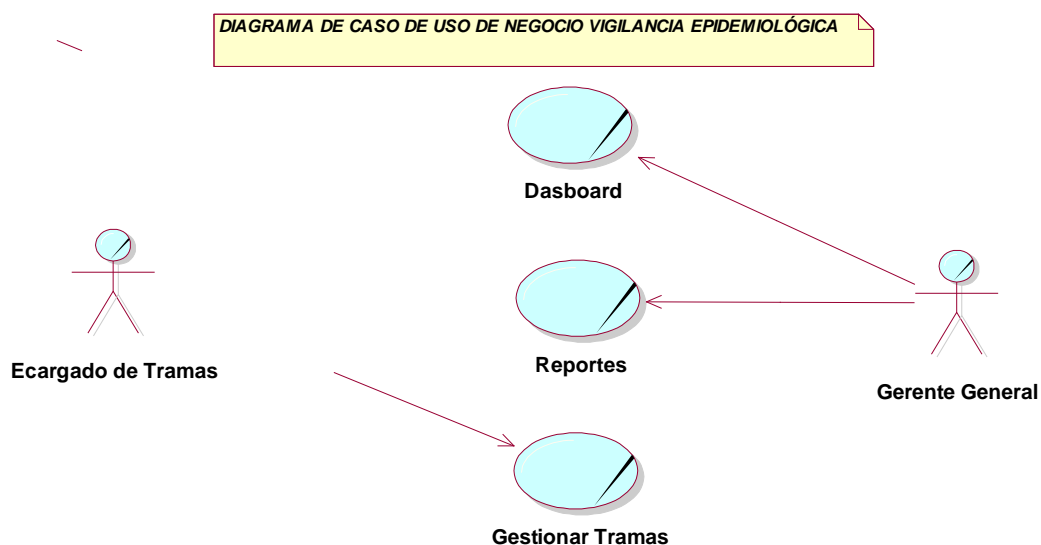 DIAGRAMA DE CASO DE USO DE NEGOCIO VIGILANCIA EPIDEMIOLÓGICA
Dasboard
Reportes
Ecargado de Tramas
Gerente General
Gestionar Tramas